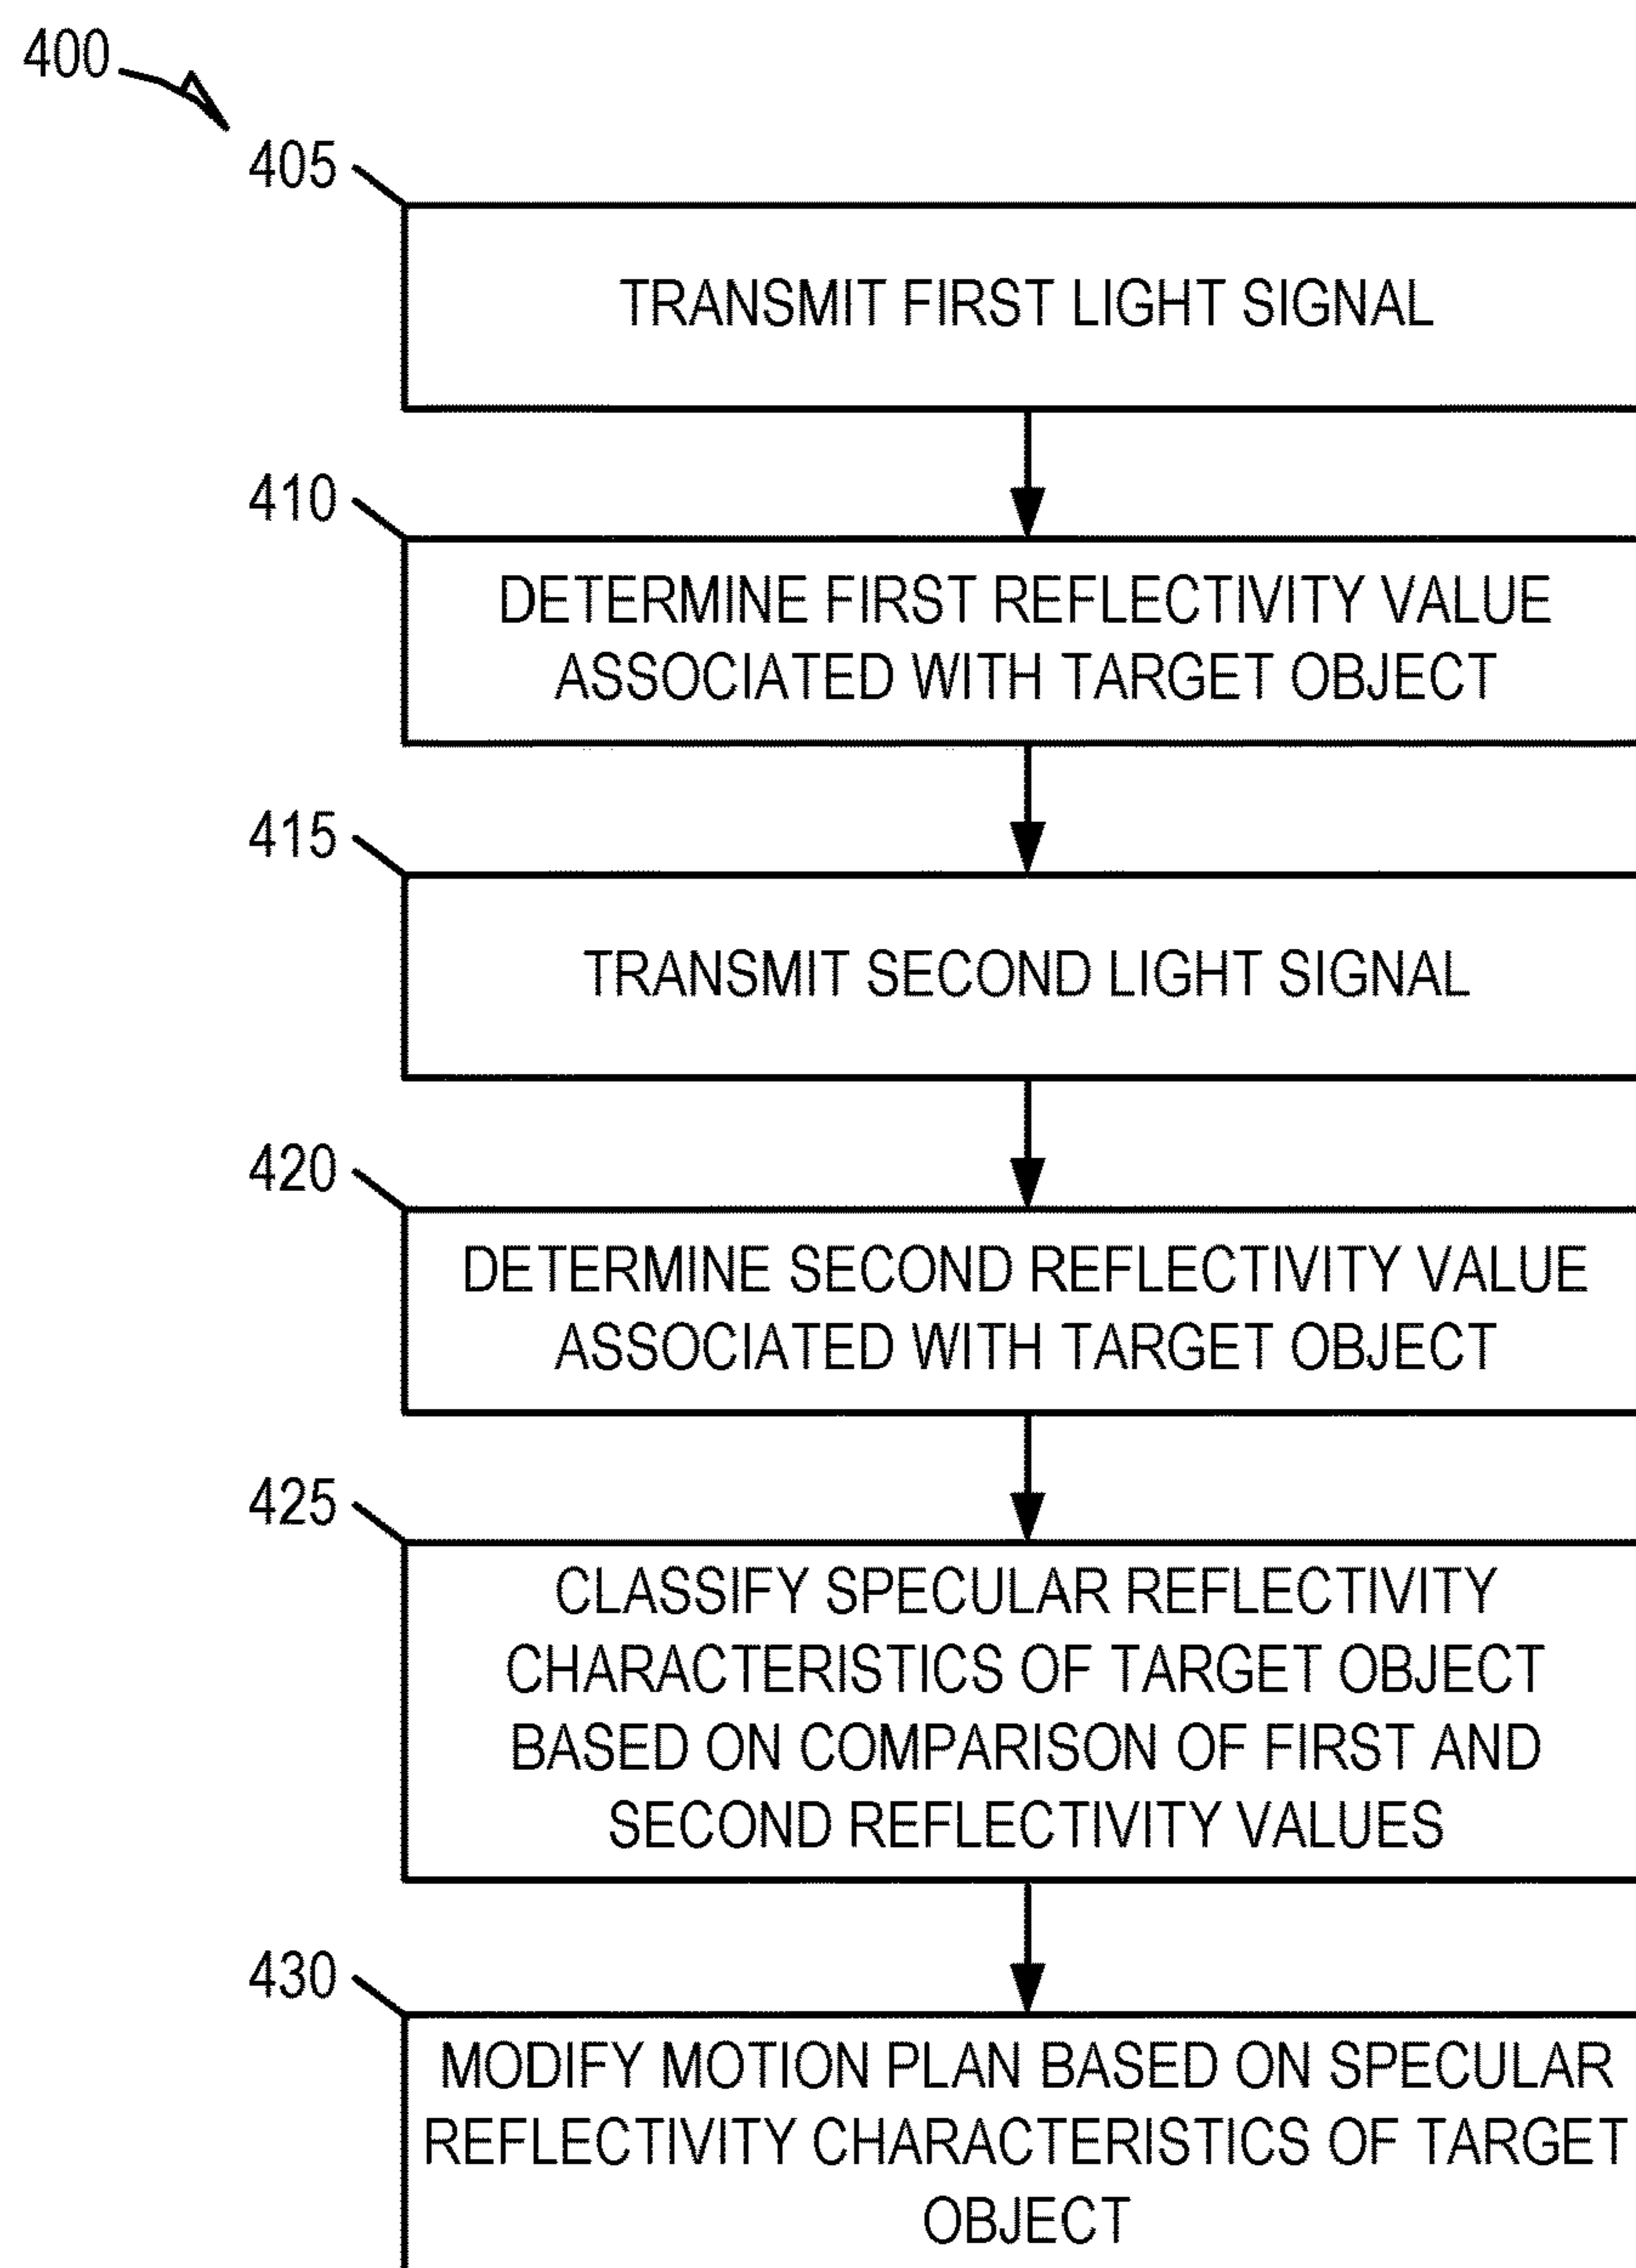 400
405
TRANSMIT FIRST LIGHT SIGNAL
410
DETERMINE FIRST REFLECTIVITY VALUE
ASSOCIATED WITH TARGET OBJECT
415
TRANSMIT SECOND LIGHT SIGNAL
420
DETERMINE SECOND REFLECTIVITY VALUE
ASSOCIATED WITH TARGET OBJECT
425
CLASSIFY SPECULAR REFLECTIVITY
CHARACTERISTICS OF TARGET OBJECT
BASED ON COMPARISON OF FIRST AND
SECOND REFLECTIVITY VALUES
430
MODIFY MOTION PLAN BASED ON SPECULAR
REFLECTIVITY CHARACTERISTICS OF TARGET
OBJECT